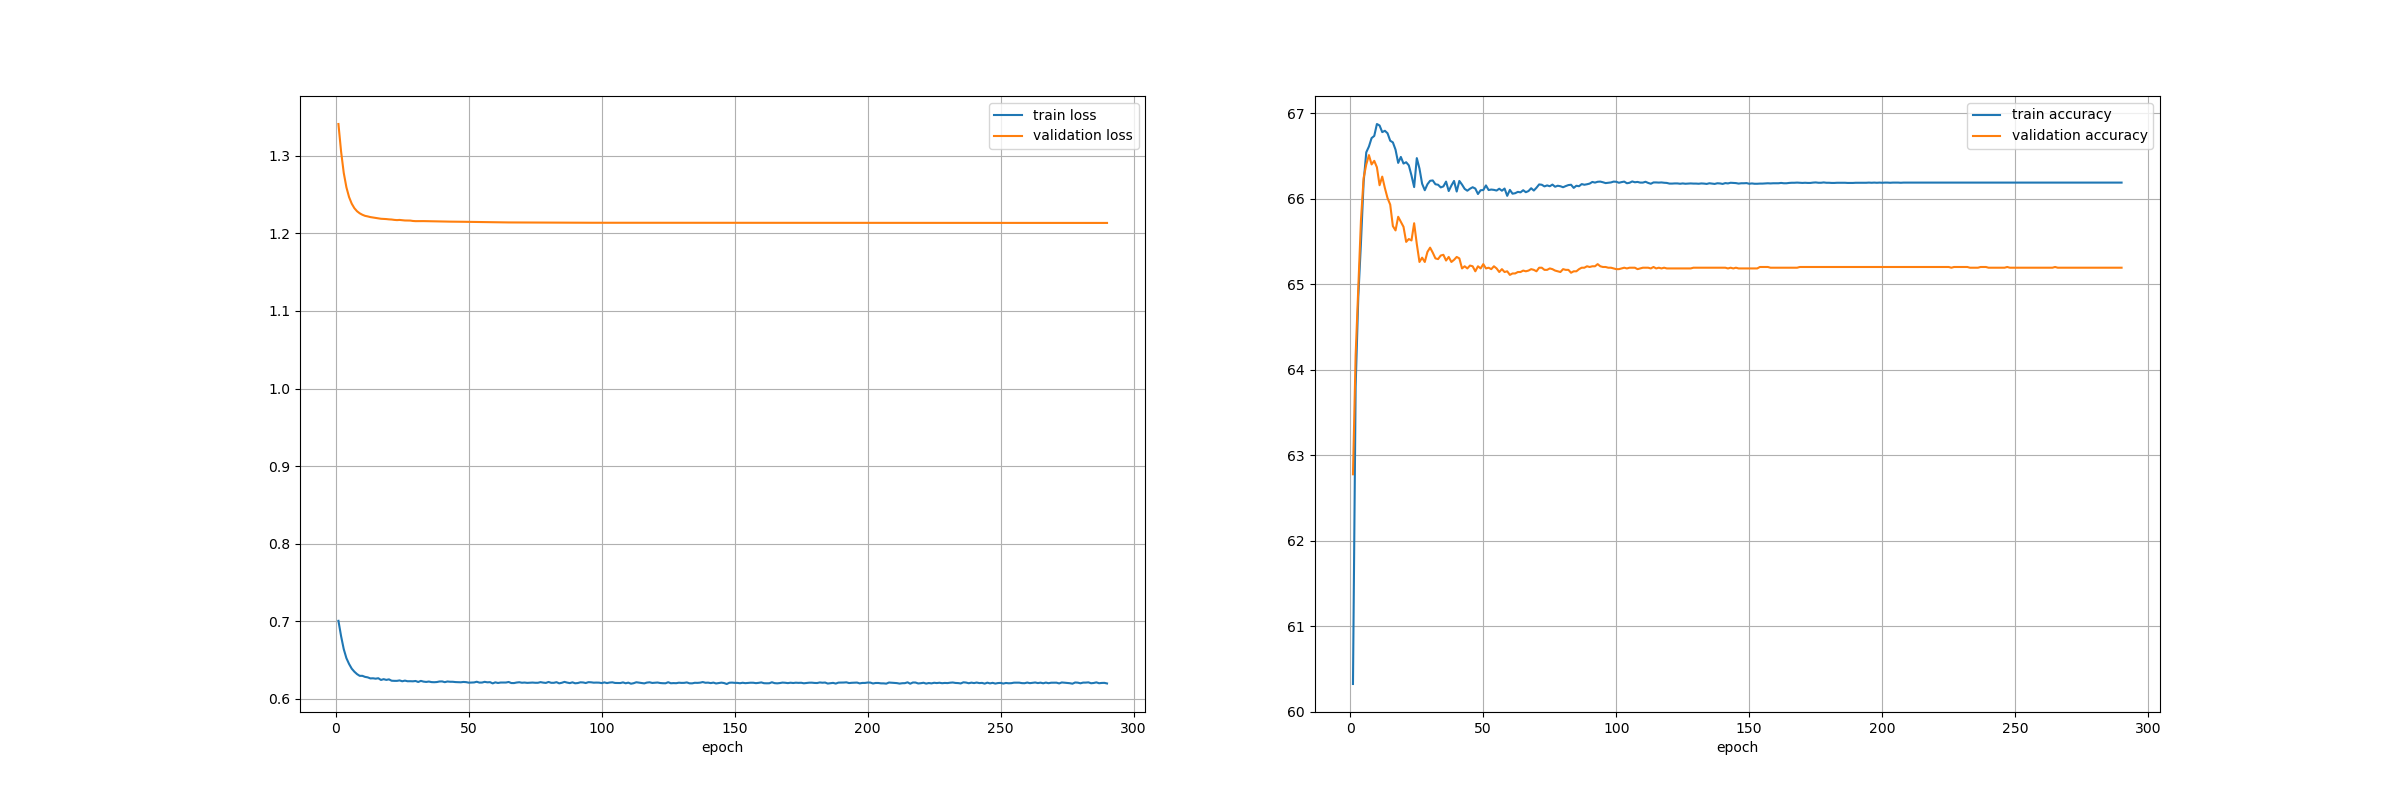 train loss
validation loss
1.3
1.2
1.1
1.0
0.9
0.8
0.7
0.6
0 50 100 150 200 250 300
epoch
train accuracy
validation accuracy
67
66
65
64
63
62
61
60
0 50 100 150 200 250 300
epoch